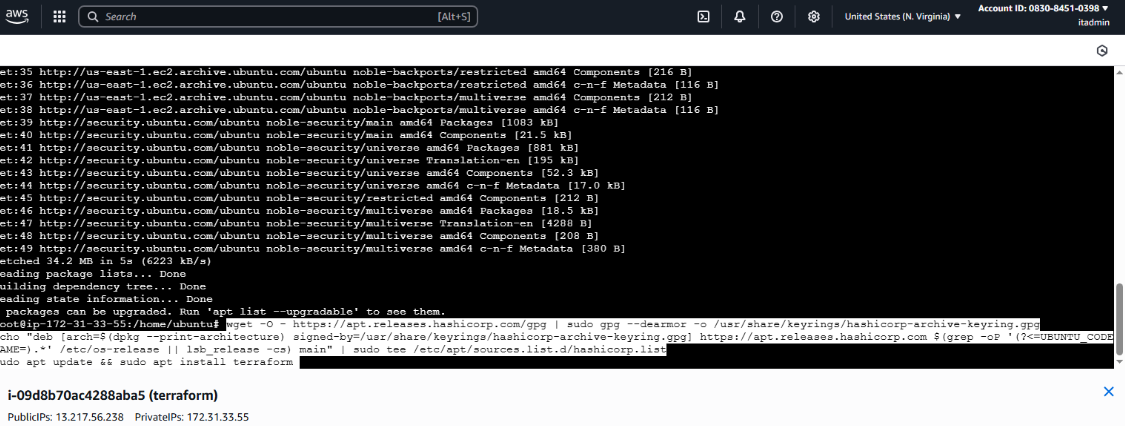 aws
Search
[Alt+S]
United States (N. Virginia)
Account ID: 0830-8451-0398
itadmin
et:35 http://us-east-1.ec2.archive.ubuntu.com/ubuntu noble-backports/restricted amd64 Components [216 B]
et:36 http://us-east-1.ec2.archive.ubuntu.com/ubuntu noble-backports/restricted amd64 c-n-f Metadata [116 B]
et:37 http://us-east-1.ec2.archive.ubuntu.com/ubuntu noble-backports/multiverse amd64 Components [212 B]
et:38 http://us-east-1.ec2.archive.ubuntu.com/ubuntu noble-backports/multiverse amd64 c-n-f Metadata [116 B]
et:39 http://security.ubuntu.com/ubuntu noble-security/main amd64 Packages [1083 kB]
et:40 http://security.ubuntu.com/ubuntu noble-security/main amd64 Components [21.5 kB]
et:41 http://security.ubuntu.com/ubuntu noble-security/universe amd64 Packages [881 kB]
et:42 http://security.ubuntu.com/ubuntu noble-security/universe Translation-en [195 kB]
et:43 http://security.ubuntu.com/ubuntu noble-security/universe amd64 Components [52.3 kB]
et:44 http://security.ubuntu.com/ubuntu noble-security/universe amd64 c-n-f Metadata [17.0 kB]
et:45 http://security.ubuntu.com/ubuntu noble-security/restricted amd64 Components [212 B]
et:46 http://security.ubuntu.com/ubuntu noble-security/multiverse amd64 Packages [18.5 kB]
et:47 http://security.ubuntu.com/ubuntu noble-security/multiverse Translation-en [4288 B]
et:48 http://security.ubuntu.com/ubuntu noble-security/multiverse amd64 Components [208 B]
et:49 http://security.ubuntu.com/ubuntu noble-security/multiverse amd64 c-n-f Metadata [380 B]
etched 34.2 MB in 5s (6223 kB/s)
eading package lists... Done
uilding dependency tree... Done
eading state information... Done
packages can be upgraded. Run 'apt list --upgradable' to see them.
oot@ip-172-31-33-55:/home/ubuntu# wget -O - https://apt.releases.hashicorp.com/gpg | sudo gpg --dearmor -o /usr/share/keyrings/hashicorp-archive-keyring.gpg
cho "deb [arch=$(dpkg --print-architecture) signed-by=/usr/share/keyrings/hashicorp-archive-keyring.gpg] https://apt.releases.hashicorp.com $(grep -oP '(?<=UBUNTU_CODE
AME=).*' /etc/os-release || lsb_release -cs) main" | sudo tee /etc/apt/sources.list.d/hashicorp.list
udo apt update && sudo apt install terraform
i-09d8b70ac4288aba5 (terraform)
PublicIPs: 13.217.56.238 PrivateIPs: 172.31.33.55